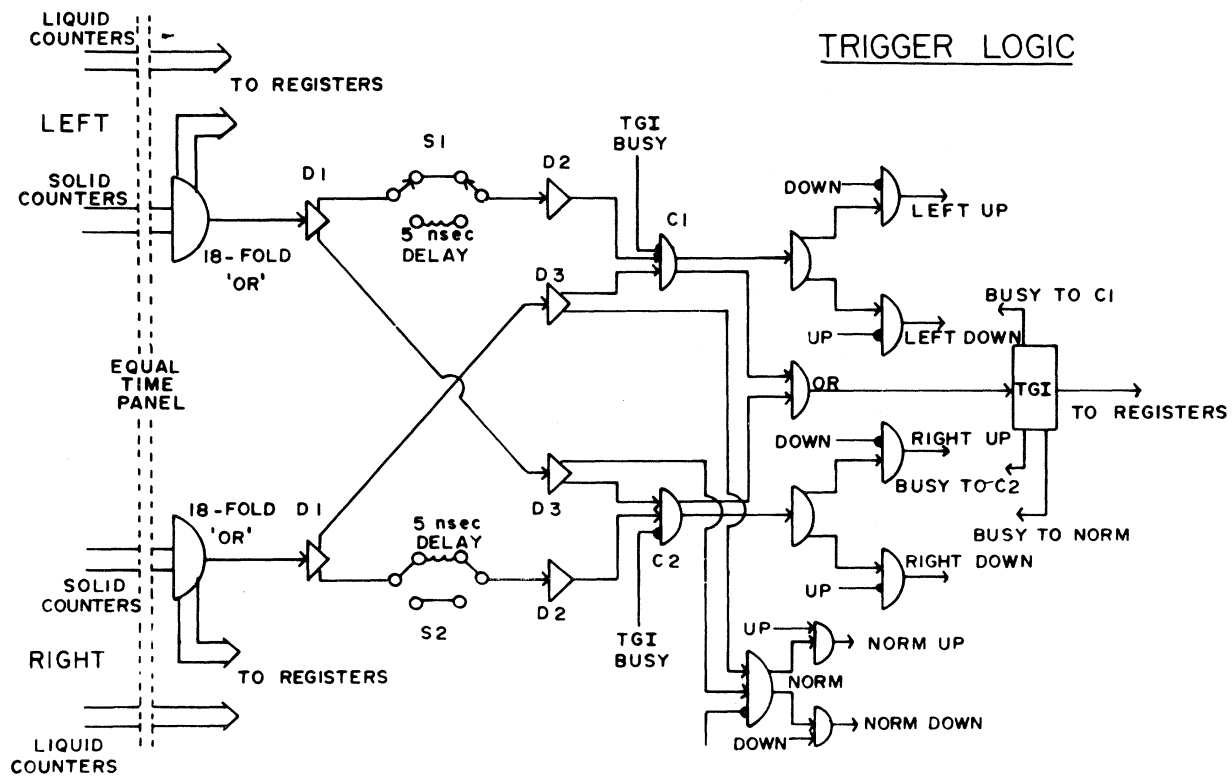 TRIGGER LOGIC
LIQUID
COUNTERS
TO REGISTERS
LEFT
SOLID
COUNTERS
18-FOLD
'OR'
D1
S1
5 nsec
DELAY
D2
TGI
BUSY
C1
D3
DOWN
LEFT UP
UP
LEFT DOWN
BUSY TO C1
EQUAL
TIME
PANEL
OR
TGI
TO REGISTERS
DOWN
RIGHT UP
BUSY TO C2
BUSY TO NORM
18-FOLD
'OR'
D1
5 nsec
DELAY
D3
C2
D2
S2
UP
RIGHT DOWN
SOLID
COUNTERS
TGI
BUSY
UP
NORM UP
NORM
RIGHT
TO REGISTERS
DOWN
NORM DOWN
LIQUID
COUNTERS